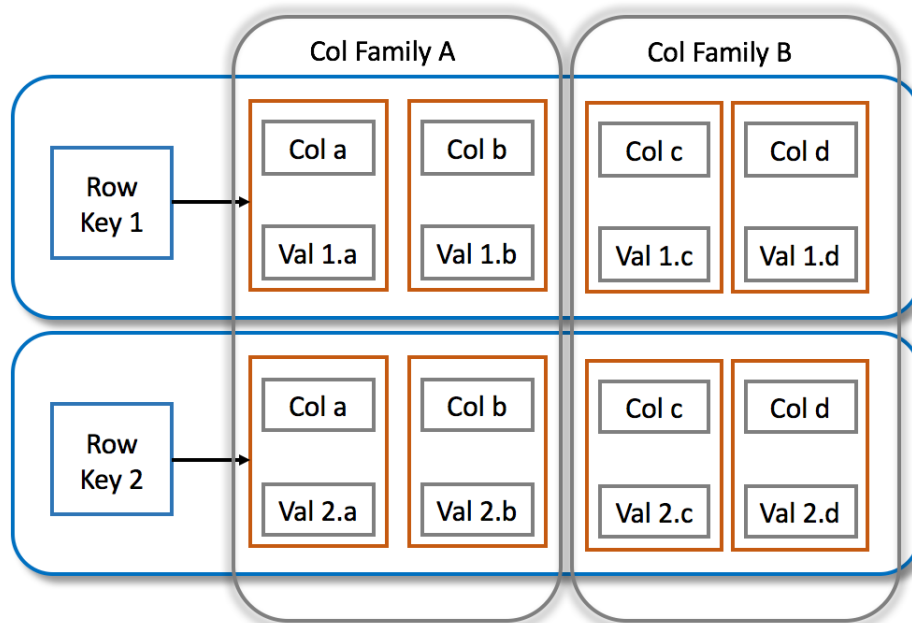 Col Family A
Col Family B
Row
Key 1
Col a
Col b
Col c
Col d
Val 1.a
Val 1.b
Val 1.c
Val 1.d
Row
Key 2
Col a
Col b
Col c
Col d
Val 2.a
Val 2.b
Val 2.c
Val 2.d